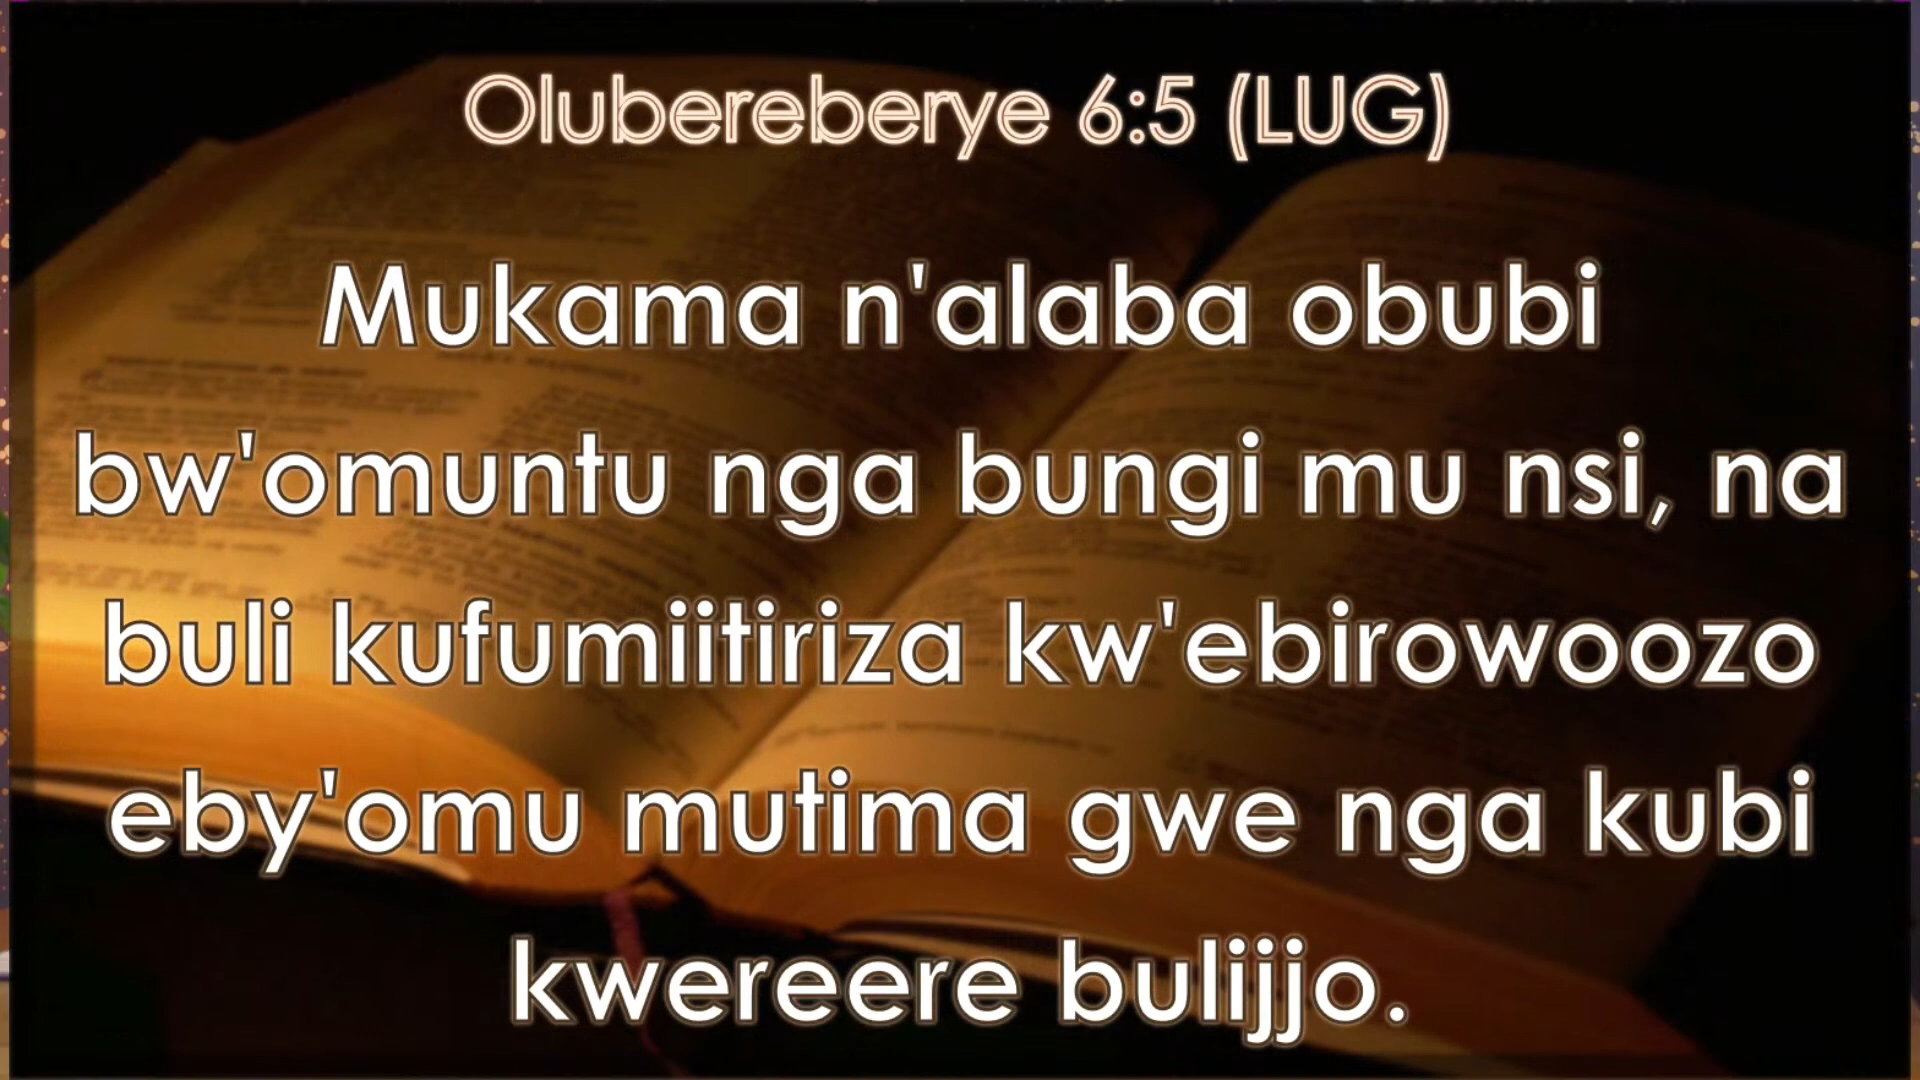 Olubereberye 6:5 (LUG)
Mukama n'alaba obubi
bw'omuntu nga bungi mu nsi, na
buli kufumiitiriza kw'ebirowoozo
eby'omu mutima gwe nga kubi
kwereere bulijjo.